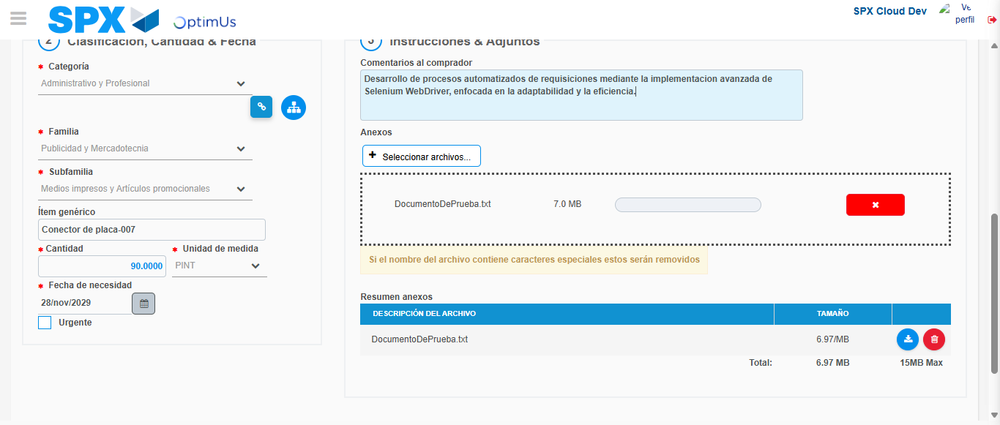 SPX
OptimUs
SPX Cloud Dev
Ve
perfil
2 Clasificación, Cantidad & Fecha
* Categoría
Administrativo y Profesional
* Familia
Publicidad y Mercadotecnia
* Subfamilia
Medios impresos y Artículos promocionales
Ítem genérico
Conector de placa-007
* Cantidad
* Unidad de medida
90.0000
PINT
* Fecha de necesidad
28/nov/2029
Urgente
3 Instrucciones & Adjuntos
Comentarios al comprador
Desarrollo de procesos automatizados de requisiciones mediante la implementacion avanzada de
Selenium WebDriver, enfocada en la adaptabilidad y la eficiencia.
Anexos
+ Seleccionar archivos...
DocumentoDePrueba.txt 7.0 MB
Si el nombre del archivo contiene caracteres especiales estos serán removidos
Resumen anexos
DESCRIPCIÓN DEL ARCHIVO TAMAÑO
DocumentoDePrueba.txt 6.97/MB
Total: 6.97 MB 15MB Max